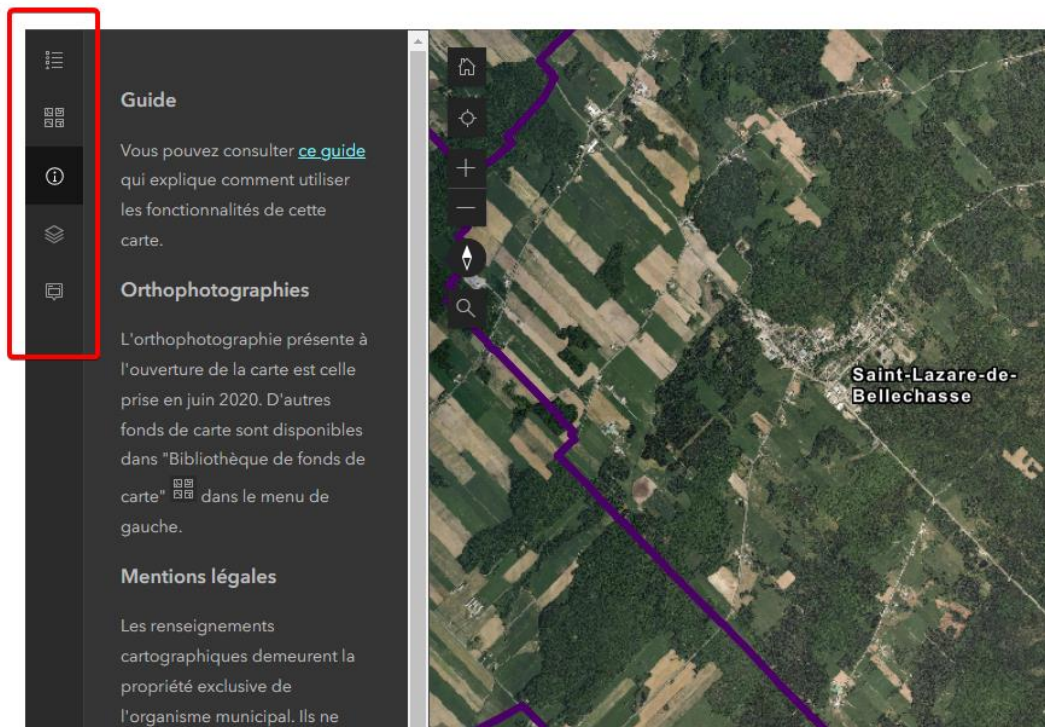 Guide
Vous pouvez consulter ce guide
qui explique comment utiliser
les fonctionnalités de cette
carte.
Orthophotographies
L'orthophotographie présente à
l'ouverture de la carte est celle
prise en juin 2020. D'autres
fonds de carte sont disponibles
dans "Bibliothèque de fonds de
carte" dans le menu de
gauche.
Mentions légales
Les renseignements
cartographiques demeurent la
propriété exclusive de
l'organisme municipal. Ils ne
Saint-Lazare-de-
Bellechasse